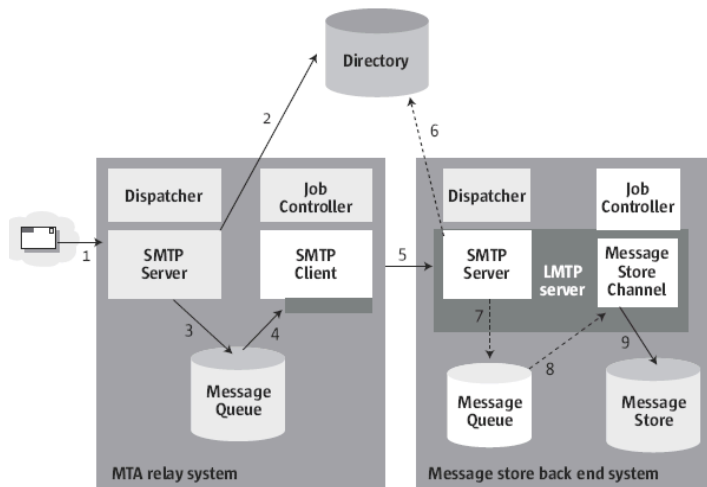 Directory
2
6
Dispatcher
Job
Controller
Dispatcher
Job
Controller
1
SMTP
Server
SMTP
Client
5
SMTP
Server
LMTP
server
Message
Store
Channel
3
4
7
8
9
Message
Queue
Message
Queue
Message
Store
MTA relay system
Message store back end system